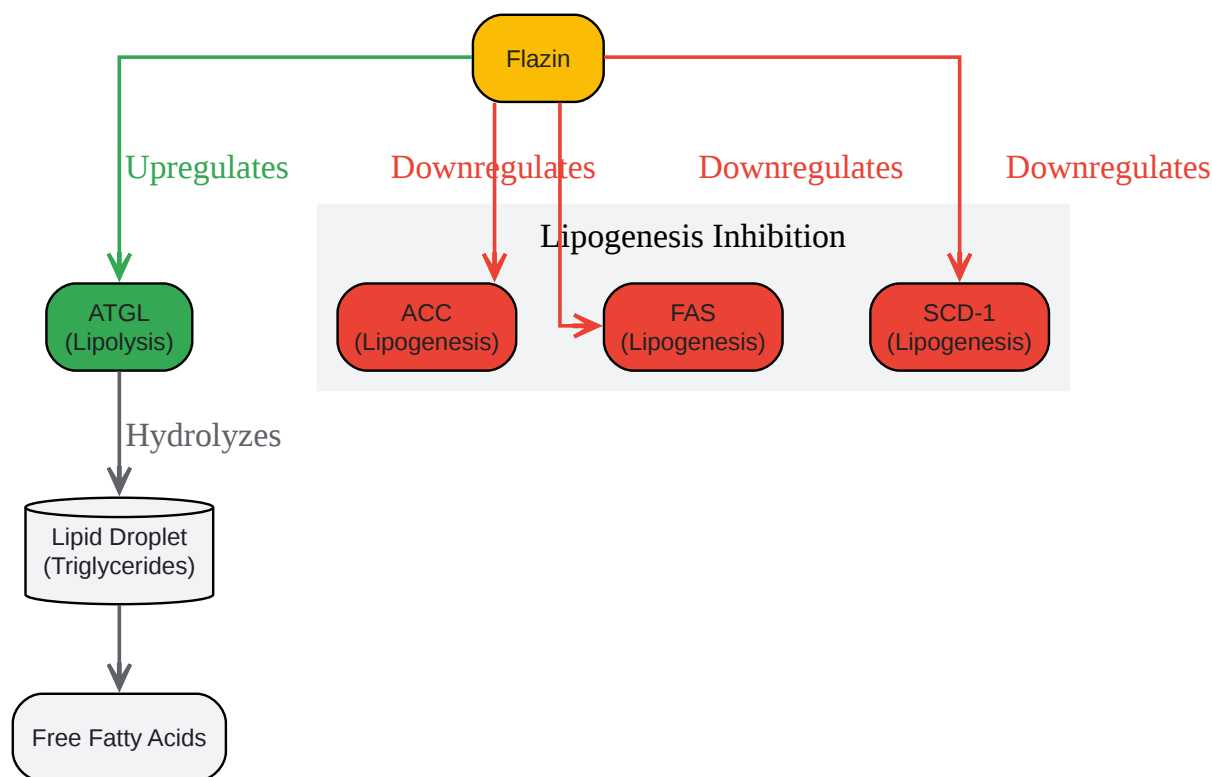 Flazin
Upregulates
Downregulates
Downregulates
Downregulates
Lipogenesis Inhibition
ATGL
(Lipolysis)
ACC
(Lipogenesis)
FAS
(Lipogenesis)
SCD-1
(Lipogenesis)
Hydrolyzes
Lipid Droplet
(Triglycerides)
Free Fatty Acids